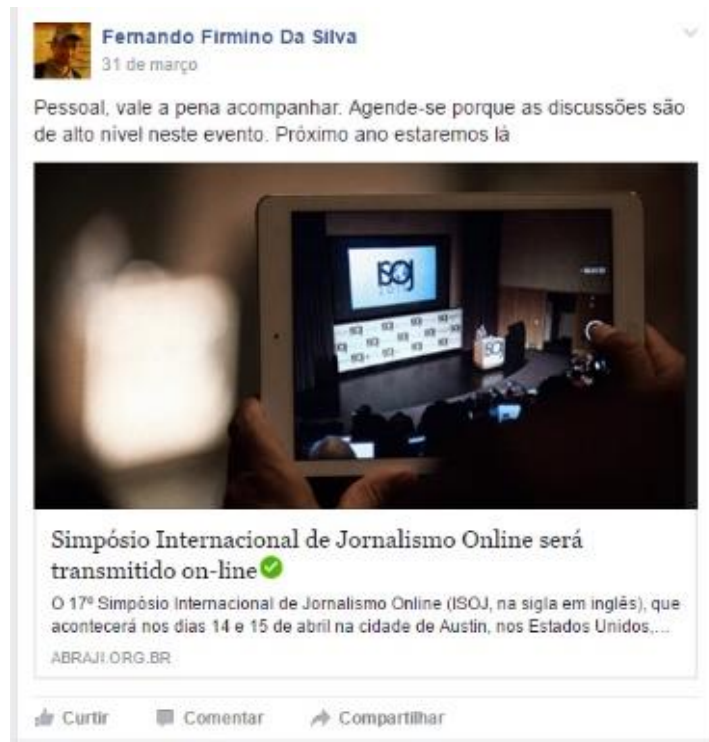 Fernando Firmino Da Silva
31 de março
Pessoal, vale a pena acompanhar. Agende-se porque as discussões são
de alto nível neste evento. Próximo ano estaremos lá
ISOJ
Simpósio Internacional de Jornalismo Online será
transmitido on-line
O 17º Simpósio Internacional de Jornalismo Online (ISOJ, na sigla em inglês), que
acontecerá nos dias 14 e 15 de abril na cidade de Austin, nos Estados Unidos,...
ABRAJI.ORG.BR
Curtir Comentar Compartilhar